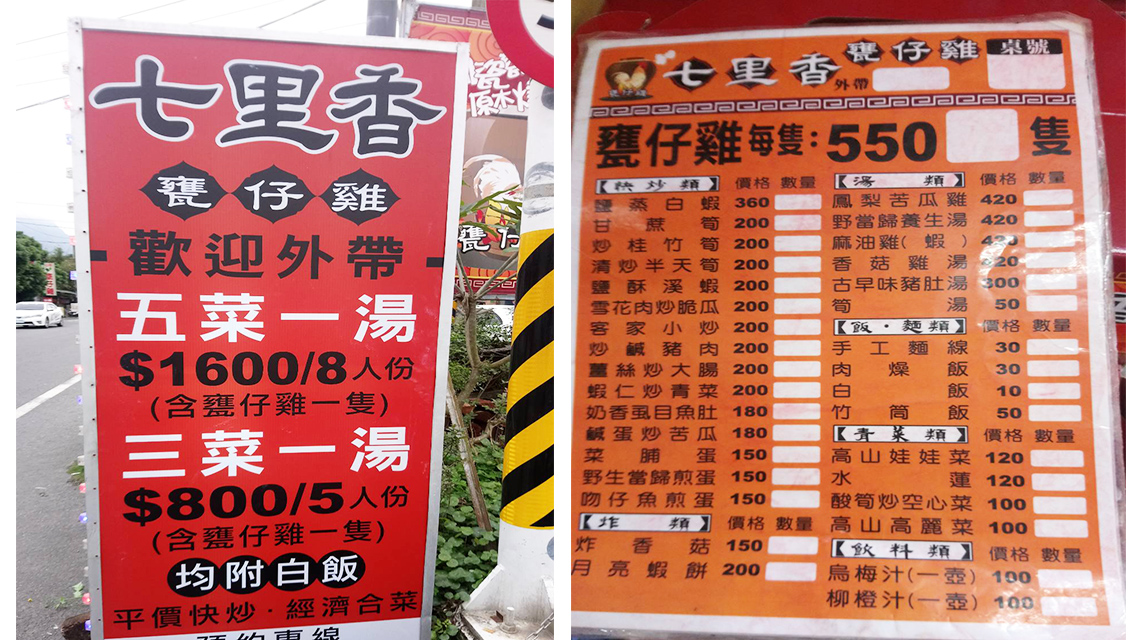 七里香
甕仔雞
歡迎外帶
五菜一湯
$1600/8人份
(含甕仔雞一隻)
三菜一湯
$800/5人份
(含甕仔雞一隻)
均附白飯
平價快炒·經濟合菜
預約專線
甕仔
七里香 甕仔雞 桌號
外帶
甕仔雞每隻:550 隻
【快炒類】 價格 數量
鹽蒸白蝦 360
甘蔗筍 200
炒桂竹筍 200
清炒半天筍 200
鹽酥溪蝦 200
雪花肉炒脆瓜 200
客家小炒 200
炒鹹豬肉 200
薑絲炒大腸 200
蝦仁炒青菜 200
奶香虱目魚肚 180
鹹蛋炒苦瓜 180
菜脯蛋 150
野生當歸煎蛋 150
吻仔魚煎蛋 150
【炸類】 價格 數量
炸香菇 150
月亮蝦餅 200
【湯類】 價格 數量
鳳梨苦瓜雞 420
野當歸養生湯 420
麻油雞(蝦) 420
香菇雞湯
古早味豬肚湯 300
筍湯 50
【飯·麵類】 價格 數量
手工麵線 30
肉燥飯 30
白飯 10
竹筒飯 50
【青菜類】 價格 數量
高山娃娃菜 120
水蓮 120
酸筍炒空心菜 100
高山高麗菜 100
【飲料類】 價格 數量
烏梅汁(一壺) 100
柳橙汁(一壺) 100